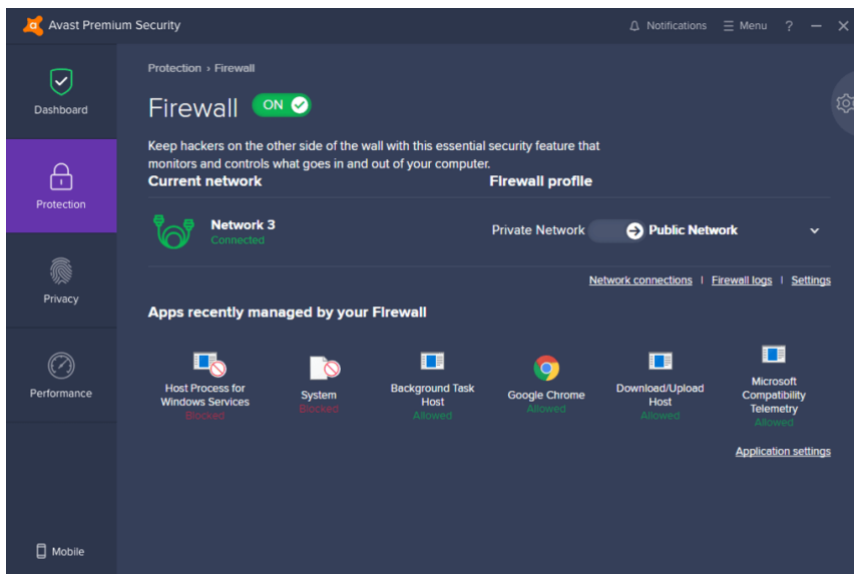 Avast Premium Security
Notifications
Menu
?
Dashboard
Protection
Privacy
Performance
Mobile
Protection › Firewall
Firewall ON
Keep hackers on the other side of the wall with this essential security feature that
monitors and controls what goes in and out of your computer.
Current network
Firewall profile
Network 3
Connected
Private Network
Public Network
Network connections | Firewall logs | Settings
Apps recently managed by your Firewall
Host Process for
Windows Services
Blocked
System
Blocked
Background Task
Host
Allowed
Google Chrome
Allowed
Download/Upload
Host
Allowed
Microsoft
Compatibility
Telemetry
Allowed
Application settings